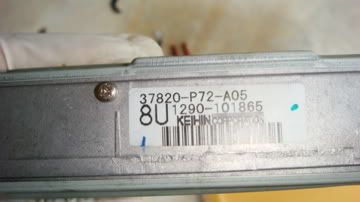 37820-P72-A05
8U 1290-101865
KEIHIN CORPORATION